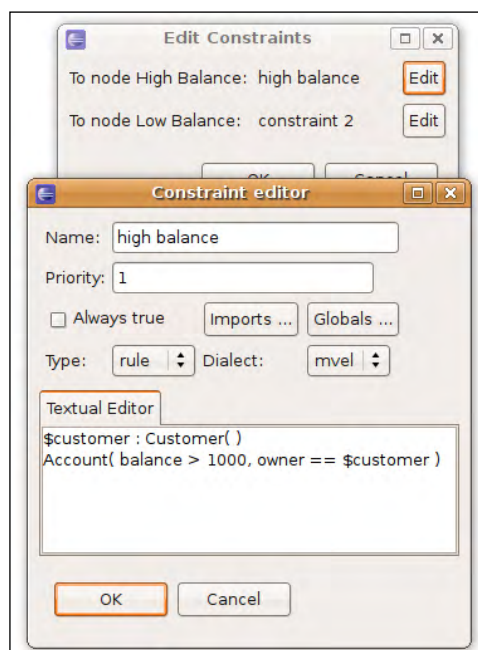 Edit Constraints
To node High Balance: high balance Edit
To node Low Balance: constraint 2 Edit
Constraint editor
Name: high balance
Priority: 1
Always true Imports ... Globals ...
Type: rule Dialect: mvel
Textual Editor
$customer : Customer( )
Account( balance > 1000, owner == $customer )
OK Cancel